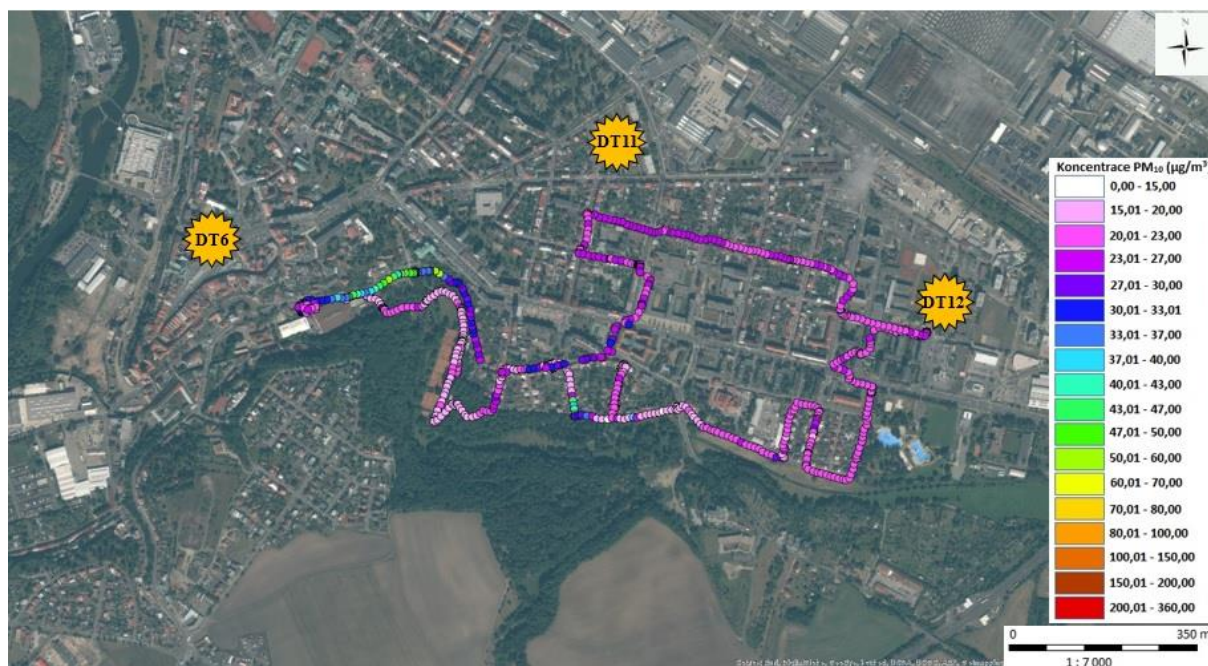 Z
DT11
DT6
DT12
Koncentrace PM₁₀ (µg/m³)
0,00 - 15,00
15,01 - 20,00
20,01 - 23,00
23,01 - 27,00
27,01 - 30,00
30,01 - 33,01
33,01 - 37,00
37,01 - 40,00
40,01 - 43,00
43,01 - 47,00
47,01 - 50,00
50,01 - 60,00
60,01 - 70,00
70,01 - 80,00
80,01 - 100,00
100,01 - 150,00
150,01 - 200,00
200,01 - 360,00
0 350 m
1 : 7 000